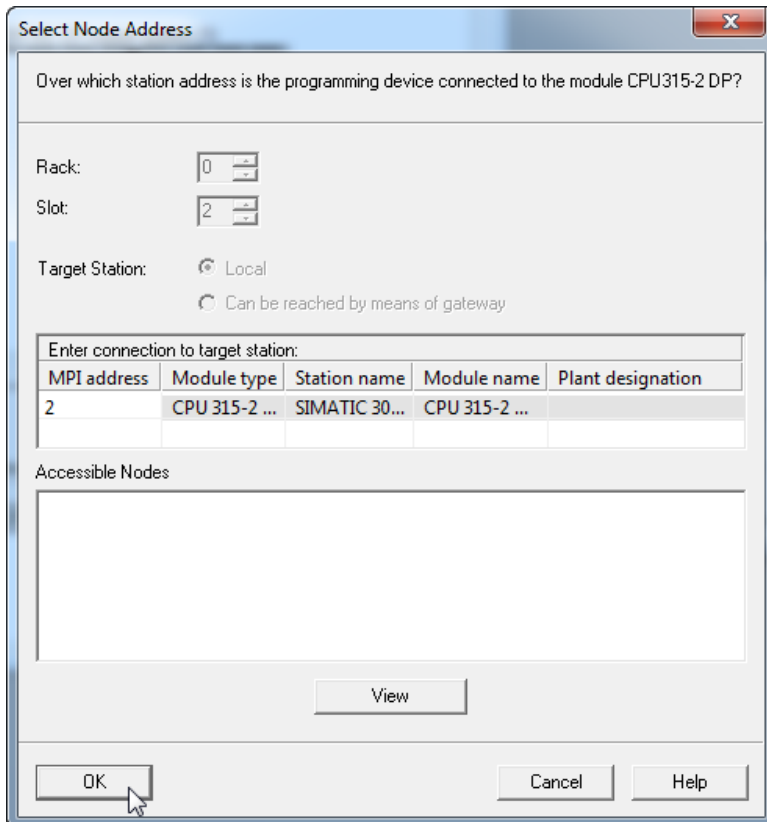 Select Node Address
Over which station address is the programming device connected to the module CPU315-2 DP?
Rack: 0
Slot: 2
Target Station: Local
Can be reached by means of gateway
Enter connection to target station:
MPI address Module type Station name Module name Plant designation
2 CPU 315-2 ... SIMATIC 30... CPU 315-2 ...
Accessible Nodes
View
OK Cancel Help